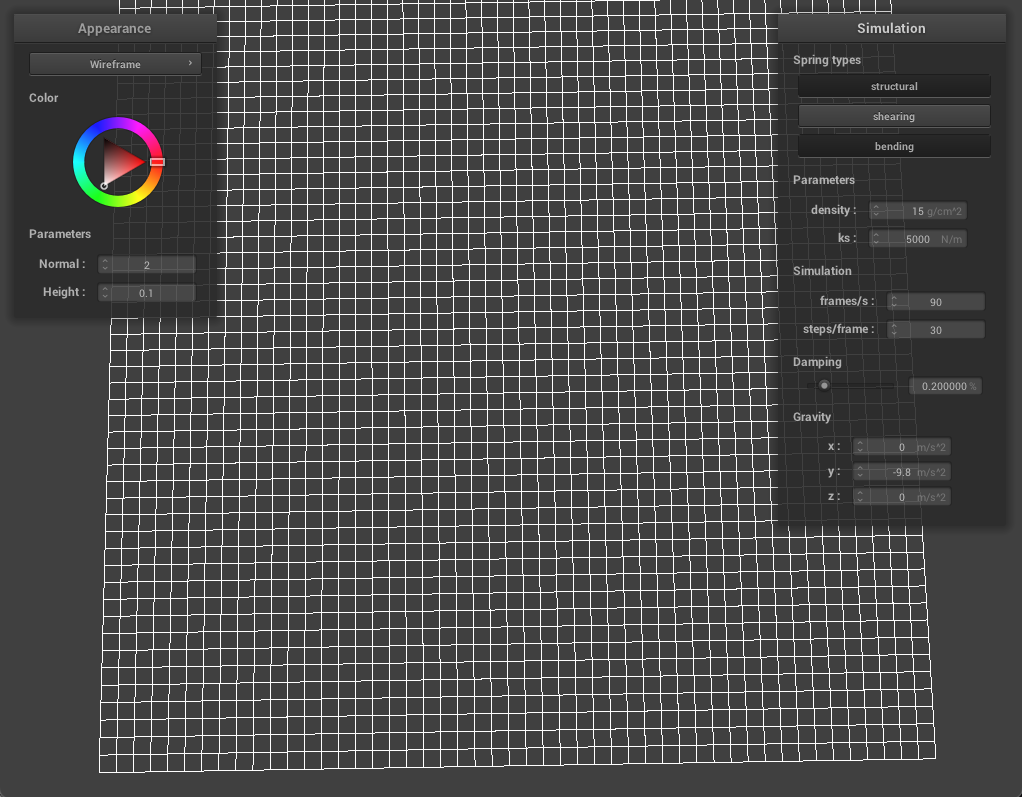 Appearance
Wireframe
Color
Parameters
Normal : 2
Height : 0.1
Simulation
Spring types
structural
shearing
bending
Parameters
density : 15 g/cm^2
ks : 5000 N/m
Simulation
frames/s : 90
steps/frame : 30
Damping
0.200000 %
Gravity
x : 0 m/s^2
y : -9.8 m/s^2
z : 0 m/s^2